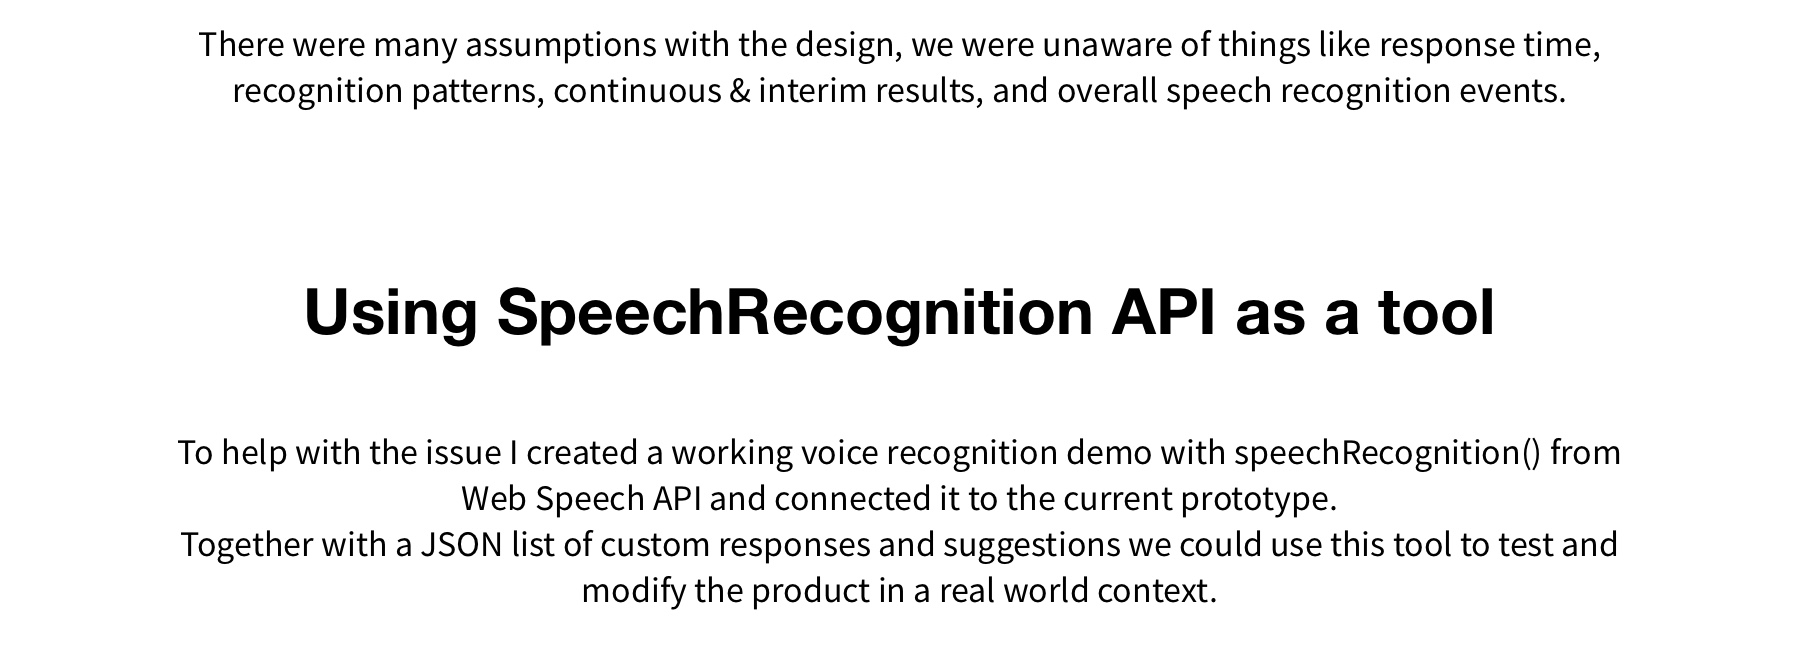 There were many assumptions with the design, we were unaware of things like response time,
recognition patterns, continuous & interim results, and overall speech recognition events.
Using SpeechRecognition API as a tool
To help with the issue I created a working voice recognition demo with speechRecognition() from
Web Speech API and connected it to the current prototype.
Together with a JSON list of custom responses and suggestions we could use this tool to test and
modify the product in a real world context.